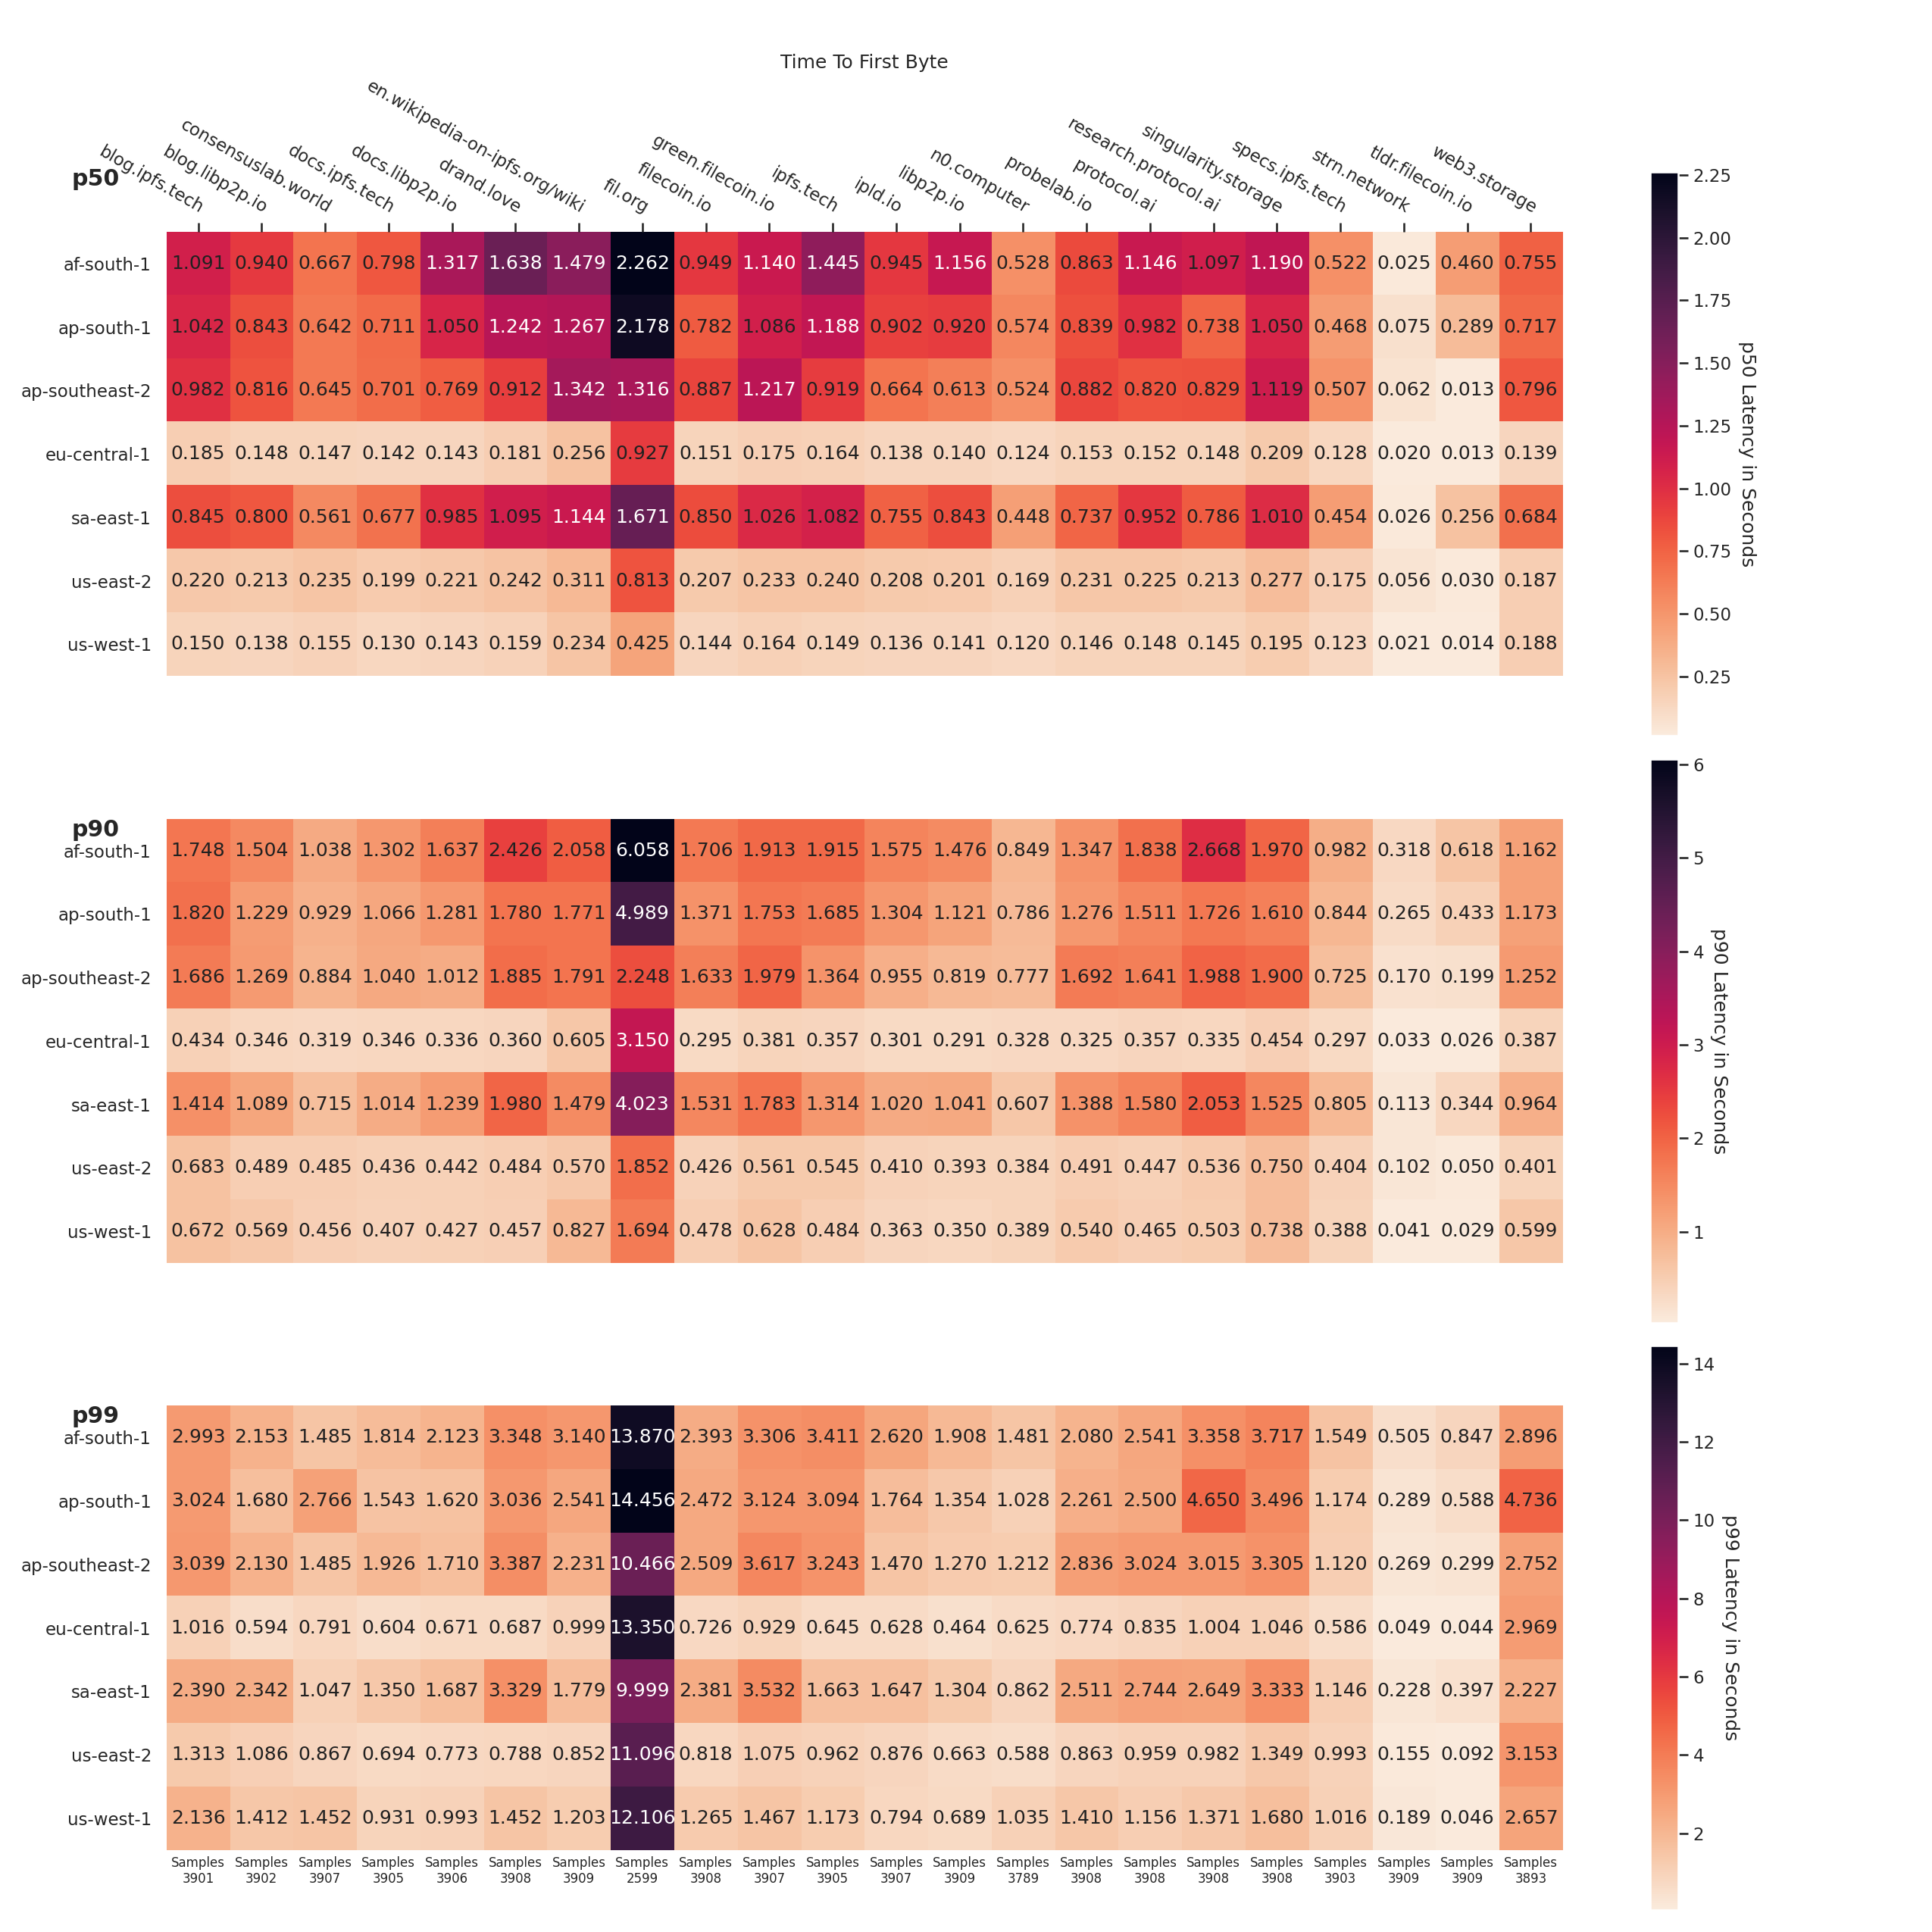 Time To First Byte
p50
blog.ipfs.tech
blog.libp2p.io
consensuslab.world
docs.ipfs.tech
docs.libp2p.io
drand.love
en.wikipedia-on-ipfs.org/wiki
fil.org
filecoin.io
green.filecoin.io
ipfs.tech
ipld.io
libp2p.io
n0.computer
probelab.io
protocol.ai
research.protocol.ai
singularity.storage
specs.ipfs.tech
strn.network
tldr.filecoin.io
web3.storage
af-south-1 1.091 0.940 0.667 0.798 1.317 1.638 1.479 2.262 0.949 1.140 1.445 0.945 1.156 0.528 0.863 1.146 1.097 1.190 0.522 0.025 0.460 0.755
ap-south-1 1.042 0.843 0.642 0.711 1.050 1.242 1.267 2.178 0.782 1.086 1.188 0.902 0.920 0.574 0.839 0.982 0.738 1.050 0.468 0.075 0.289 0.717
ap-southeast-2 0.982 0.816 0.645 0.701 0.769 0.912 1.342 1.316 0.887 1.217 0.919 0.664 0.613 0.524 0.882 0.820 0.829 1.119 0.507 0.062 0.013 0.796
eu-central-1 0.185 0.148 0.147 0.142 0.143 0.181 0.256 0.927 0.151 0.175 0.164 0.138 0.140 0.124 0.153 0.152 0.148 0.209 0.128 0.020 0.013 0.139
sa-east-1 0.845 0.800 0.561 0.677 0.985 1.095 1.144 1.671 0.850 1.026 1.082 0.755 0.843 0.448 0.737 0.952 0.786 1.010 0.454 0.026 0.256 0.684
us-east-2 0.220 0.213 0.235 0.199 0.221 0.242 0.311 0.813 0.207 0.233 0.240 0.208 0.201 0.169 0.231 0.225 0.213 0.277 0.175 0.056 0.030 0.187
us-west-1 0.150 0.138 0.155 0.130 0.143 0.159 0.234 0.425 0.144 0.164 0.149 0.136 0.141 0.120 0.146 0.148 0.145 0.195 0.123 0.021 0.014 0.188
2.25
2.00
1.75
1.50
1.25
1.00
0.75
0.50
0.25
p50 Latency in Seconds
p90
af-south-1 1.748 1.504 1.038 1.302 1.637 2.426 2.058 6.058 1.706 1.913 1.915 1.575 1.476 0.849 1.347 1.838 2.668 1.970 0.982 0.318 0.618 1.162
ap-south-1 1.820 1.229 0.929 1.066 1.281 1.780 1.771 4.989 1.371 1.753 1.685 1.304 1.121 0.786 1.276 1.511 1.726 1.610 0.844 0.265 0.433 1.173
ap-southeast-2 1.686 1.269 0.884 1.040 1.012 1.885 1.791 2.248 1.633 1.979 1.364 0.955 0.819 0.777 1.692 1.641 1.988 1.900 0.725 0.170 0.199 1.252
eu-central-1 0.434 0.346 0.319 0.346 0.336 0.360 0.605 3.150 0.295 0.381 0.357 0.301 0.291 0.328 0.325 0.357 0.335 0.454 0.297 0.033 0.026 0.387
sa-east-1 1.414 1.089 0.715 1.014 1.239 1.980 1.479 4.023 1.531 1.783 1.314 1.020 1.041 0.607 1.388 1.580 2.053 1.525 0.805 0.113 0.344 0.964
us-east-2 0.683 0.489 0.485 0.436 0.442 0.484 0.570 1.852 0.426 0.561 0.545 0.410 0.393 0.384 0.491 0.447 0.536 0.750 0.404 0.102 0.050 0.401
us-west-1 0.672 0.569 0.456 0.407 0.427 0.457 0.827 1.694 0.478 0.628 0.484 0.363 0.350 0.389 0.540 0.465 0.503 0.738 0.388 0.041 0.029 0.599
6
5
4
3
2
1
p90 Latency in Seconds
p99
af-south-1 2.993 2.153 1.485 1.814 2.123 3.348 3.140 13.870 2.393 3.306 3.411 2.620 1.908 1.481 2.080 2.541 3.358 3.717 1.549 0.505 0.847 2.896
ap-south-1 3.024 1.680 2.766 1.543 1.620 3.036 2.541 14.456 2.472 3.124 3.094 1.764 1.354 1.028 2.261 2.500 4.650 3.496 1.174 0.289 0.588 4.736
ap-southeast-2 3.039 2.130 1.485 1.926 1.710 3.387 2.231 10.466 2.509 3.617 3.243 1.470 1.270 1.212 2.836 3.024 3.015 3.305 1.120 0.269 0.299 2.752
eu-central-1 1.016 0.594 0.791 0.604 0.671 0.687 0.999 13.350 0.726 0.929 0.645 0.628 0.464 0.625 0.774 0.835 1.004 1.046 0.586 0.049 0.044 2.969
sa-east-1 2.390 2.342 1.047 1.350 1.687 3.329 1.779 9.999 2.381 3.532 1.663 1.647 1.304 0.862 2.511 2.744 2.649 3.333 1.146 0.228 0.397 2.227
us-east-2 1.313 1.086 0.867 0.694 0.773 0.788 0.852 11.096 0.818 1.075 0.962 0.876 0.663 0.588 0.863 0.959 0.982 1.349 0.993 0.155 0.092 3.153
us-west-1 2.136 1.412 1.452 0.931 0.993 1.452 1.203 12.106 1.265 1.467 1.173 0.794 0.689 1.035 1.410 1.156 1.371 1.680 1.016 0.189 0.046 2.657
Samples Samples Samples Samples Samples Samples Samples Samples Samples Samples Samples Samples Samples Samples Samples Samples Samples Samples Samples Samples Samples Samples
3901 3902 3907 3905 3906 3908 3909 2599 3908 3907 3905 3907 3909 3789 3908 3908 3908 3908 3903 3909 3909 3893
14
12
10
8
6
4
2
p99 Latency in Seconds